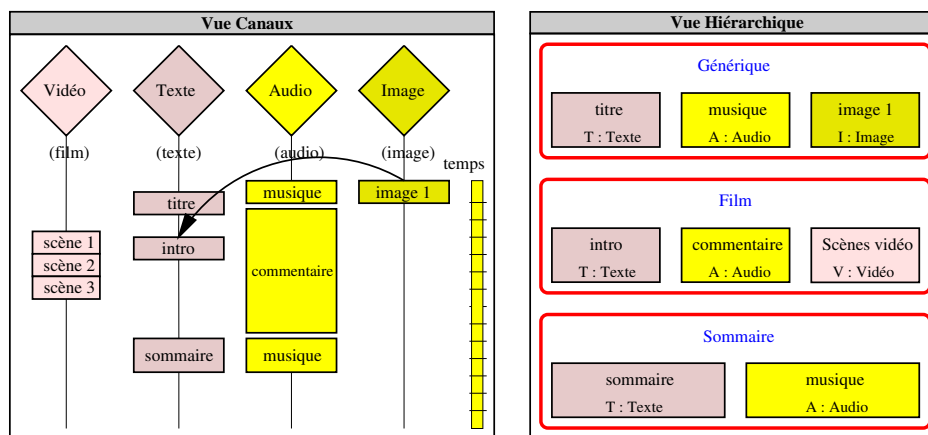 Vue Canaux
Vidéo Texte Audio Image
(film) (texte) (audio) (image)
temps
musique image 1
titre
scène 1 intro
scène 2 commentaire
scène 3
sommaire musique
Vue Hiérarchique
Générique
titre musique image 1
T : Texte A : Audio I : Image
Film
intro commentaire Scènes vidéo
T : Texte A : Audio V : Vidéo
Sommaire
sommaire musique
T : Texte A : Audio